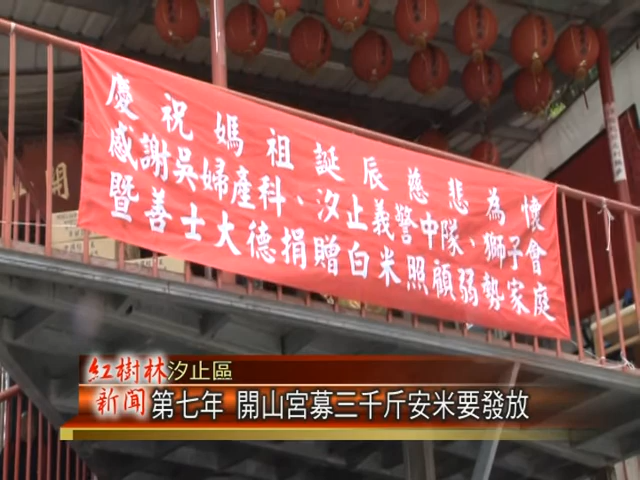 慶祝媽祖誕辰慈悲為懷
感謝吳婦產科、汐止義警中隊、獅子會
暨善士大德捐贈白米照顧弱勢家庭
開
紅樹林 汐止區
新聞 第七年 開山宮募三千斤安米要發放